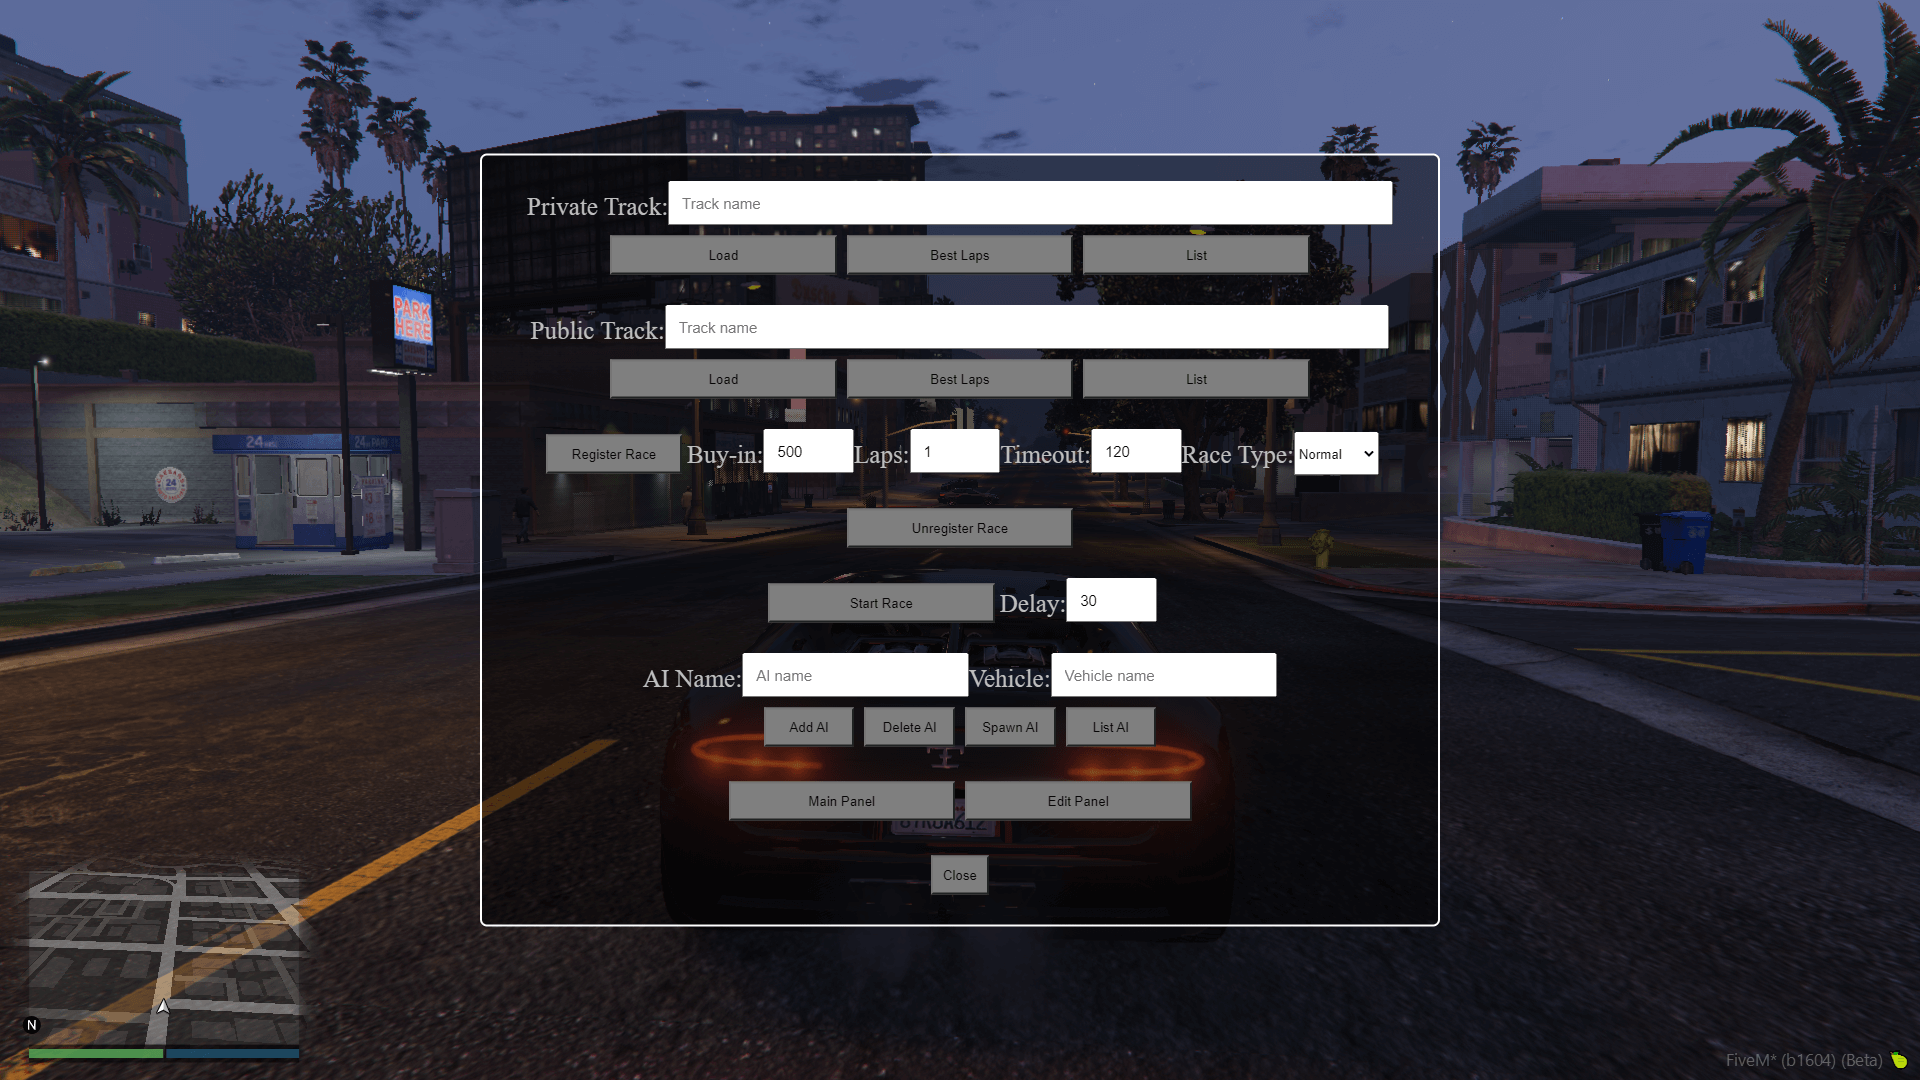 Private Track: Track name
Load Best Laps List
PARK HERE
Public Track: Track name
Load Best Laps List
24
Register Race Buy-in: 500 Laps: 1 Timeout: 120 Race Type: Normal
24
Unregister Race
Start Race Delay: 30
AI Name: AI name Vehicle: Vehicle name
Add AI Delete AI Spawn AI List AI
Main Panel Edit Panel
Close
N
FiveM* (b1604) (Beta)